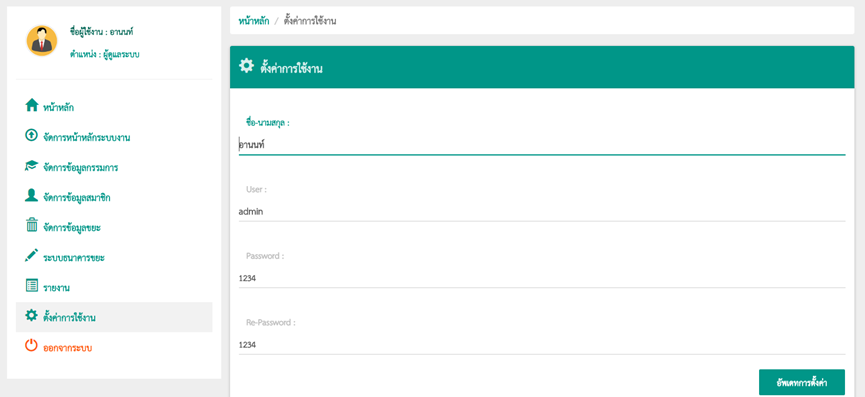 ชื่อผู้ใช้งาน : อานนท์
ตำแหน่ง : ผู้ดูแลระบบ
หน้าหลัก
จัดการหน้าหลักระบบงาน
จัดการข้อมูลกรรมการ
จัดการข้อมูลสมาชิก
จัดการข้อมูลขยะ
ระบบธนาคารขยะ
รายงาน
ตั้งค่าการใช้งาน
ออกจากระบบ
หน้าหลัก / ตั้งค่าการใช้งาน
ตั้งค่าการใช้งาน
ชื่อ-นามสกุล :
อานนท์
User :
admin
Password :
1234
Re-Password :
1234
อัพเดทการตั้งค่า